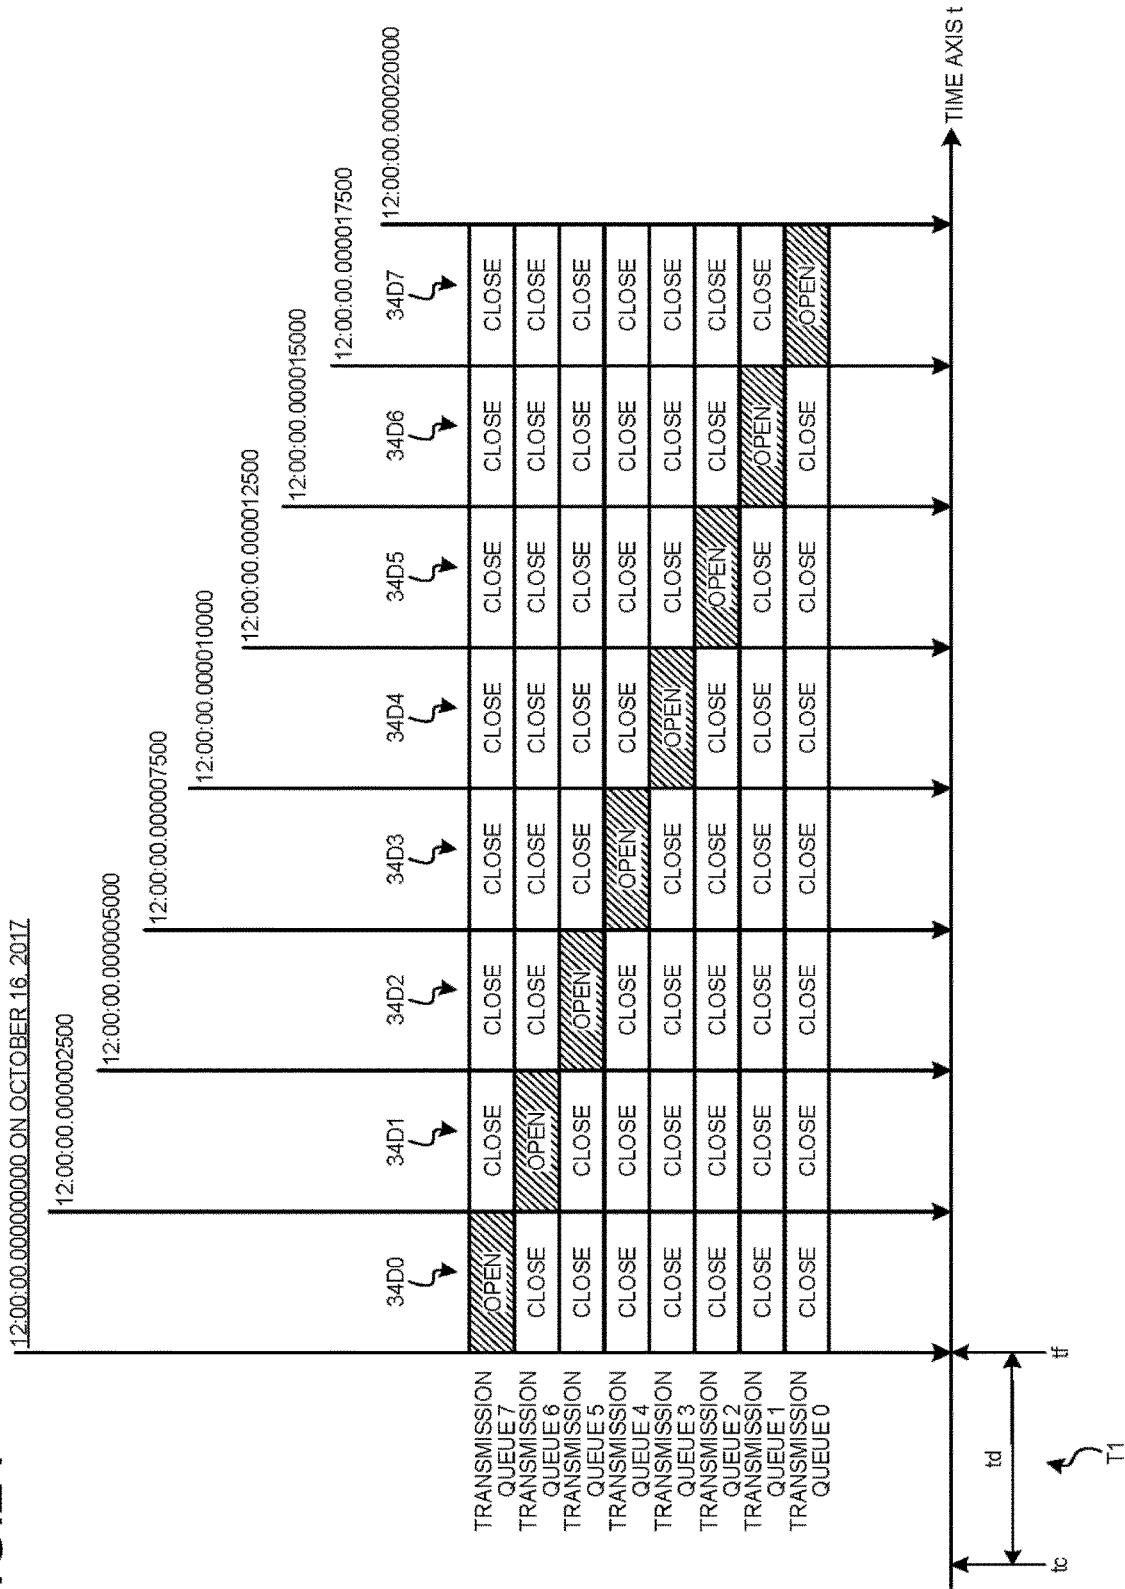 12:00:00.000000000 ON OCTOBER 16, 2017
12:00:00.000002500
12:00:00.000005000
12:00:00.000007500
12:00:00.000010000
12:00:00.000012500
12:00:00.000015000
12:00:00.000017500
12:00:00.000020000
34D0 34D1 34D2 34D3 34D4 34D5 34D6 34D7
TRANSMISSION
QUEUE 7
OPEN CLOSE CLOSE CLOSE CLOSE CLOSE CLOSE CLOSE
TRANSMISSION
QUEUE 6
CLOSE OPEN CLOSE CLOSE CLOSE CLOSE CLOSE CLOSE
TRANSMISSION
QUEUE 5
CLOSE CLOSE OPEN CLOSE CLOSE CLOSE CLOSE CLOSE
TRANSMISSION
QUEUE 4
CLOSE CLOSE CLOSE OPEN CLOSE CLOSE CLOSE CLOSE
TRANSMISSION
QUEUE 3
CLOSE CLOSE CLOSE CLOSE OPEN CLOSE CLOSE CLOSE
TRANSMISSION
QUEUE 2
CLOSE CLOSE CLOSE CLOSE CLOSE OPEN CLOSE CLOSE
TRANSMISSION
QUEUE 1
CLOSE CLOSE CLOSE CLOSE CLOSE CLOSE OPEN CLOSE
TRANSMISSION
QUEUE 0
CLOSE CLOSE CLOSE CLOSE CLOSE CLOSE CLOSE OPEN
TIME AXIS t
td
tc tf
T1